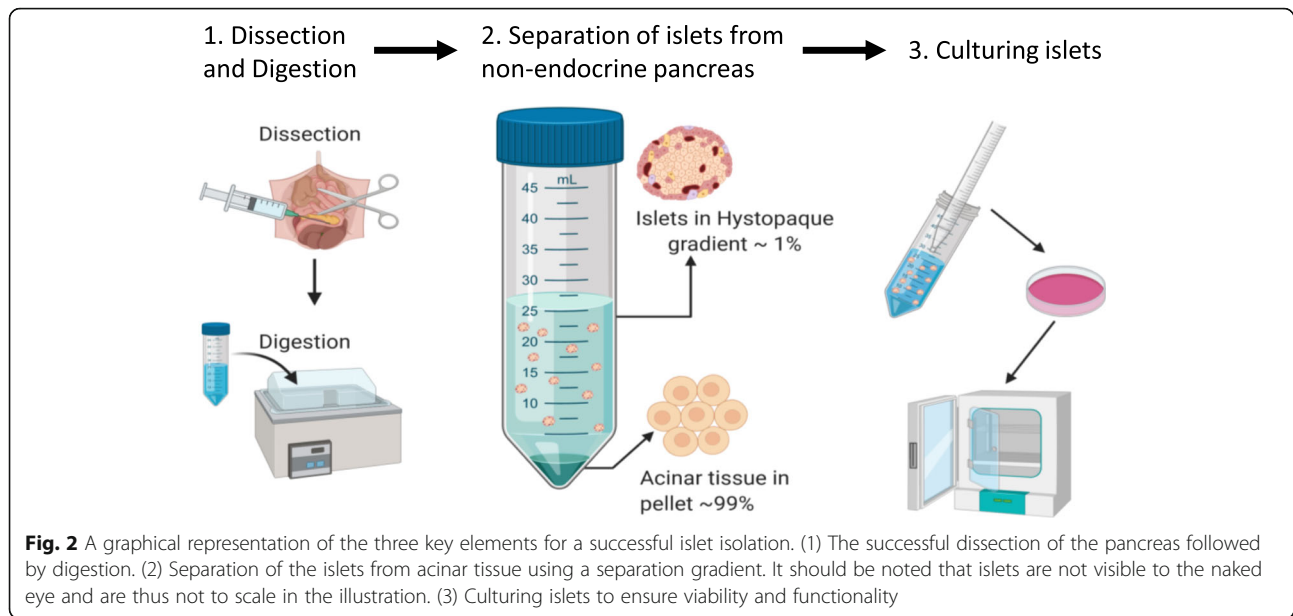 1. Dissection
and Digestion
2. Separation of islets from
non-endocrine pancreas
3. Culturing islets
Dissection
Digestion
mL
45
40
35
30
25
20
15
10
Islets in Hystopaque
gradient ~ 1%
Acinar tissue in
pellet ~99%
Fig. 2 A graphical representation of the three key elements for a successful islet isolation. (1) The successful dissection of the pancreas followed
by digestion. (2) Separation of the islets from acinar tissue using a separation gradient. It should be noted that islets are not visible to the naked
eye and are thus not to scale in the illustration. (3) Culturing islets to ensure viability and functionality